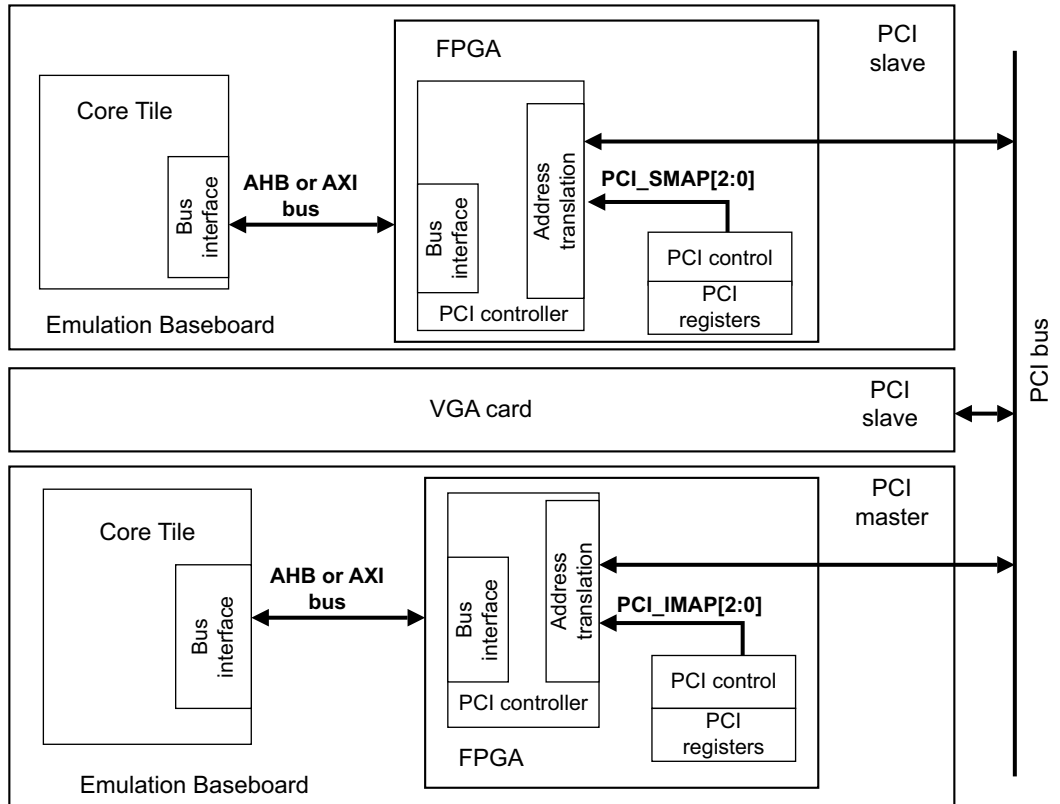 FPGA
PCI
slave
Core Tile
Bus
interface
AHB or AXI
bus
Bus
interface
Address
translation
PCI_SMAP[2:0]
PCI control
PCI
registers
PCI controller
Emulation Baseboard
PCI bus
VGA card
PCI
slave
PCI
master
Core Tile
Bus
interface
AHB or AXI
bus
Bus
interface
Address
translation
PCI_IMAP[2:0]
PCI control
PCI
registers
PCI controller
FPGA
Emulation Baseboard